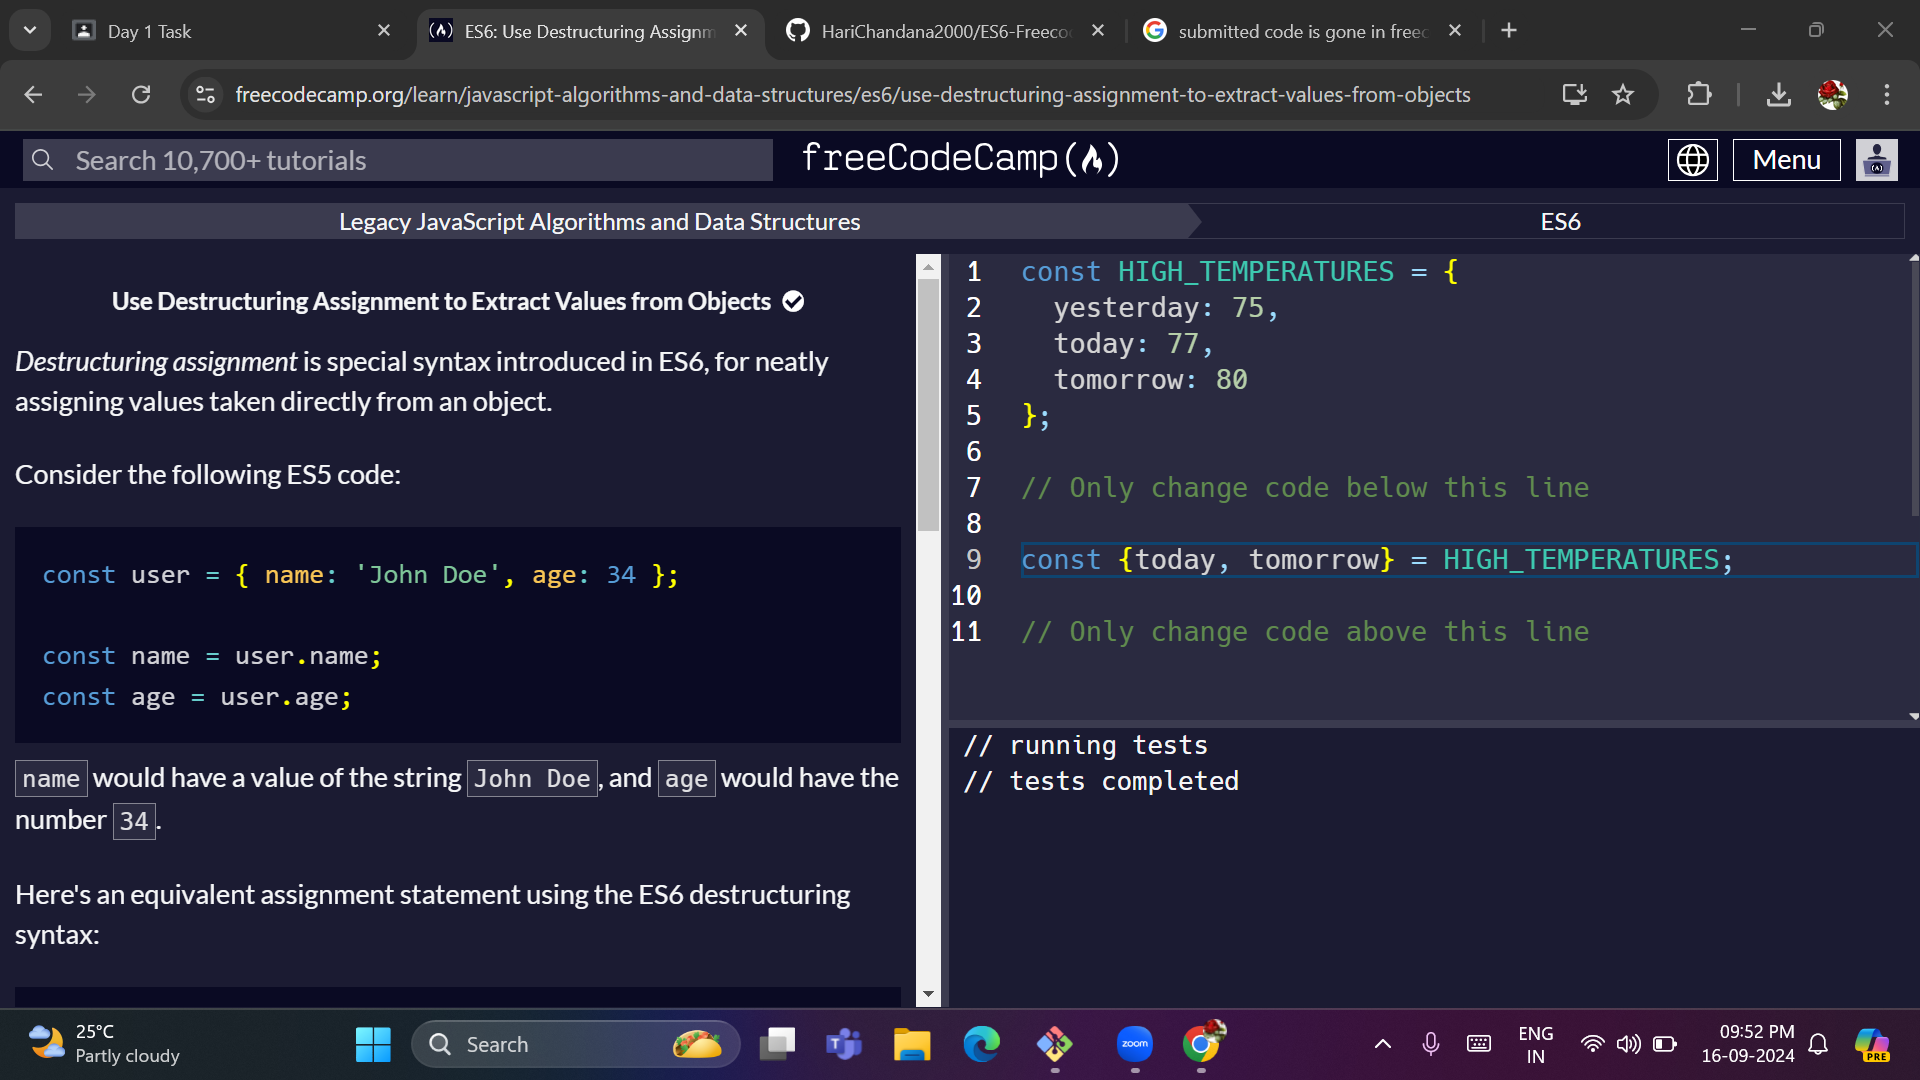 Day 1 Task
ES6: Use Destructuring Assignm
HariChandana2000/ES6-Freeco
submitted code is gone in freec
freecodecamp.org/learn/javascript-algorithms-and-data-structures/es6/use-destructuring-assignment-to-extract-values-from-objects
Search 10,700+ tutorials
freeCodeCamp(🔥)
Menu
Legacy JavaScript Algorithms and Data Structures
ES6
Use Destructuring Assignment to Extract Values from Objects
Destructuring assignment is special syntax introduced in ES6, for neatly
assigning values taken directly from an object.
Consider the following ES5 code:
const user = { name: 'John Doe', age: 34 };
const name = user.name;
const age = user.age;
name would have a value of the string John Doe, and age would have the
number 34.
Here's an equivalent assignment statement using the ES6 destructuring
syntax:
1 const HIGH_TEMPERATURES = {
2 yesterday: 75,
3 today: 77,
4 tomorrow: 80
5 };
6
7 // Only change code below this line
8
9 const {today, tomorrow} = HIGH_TEMPERATURES;
10
11 // Only change code above this line
// running tests
// tests completed
25°C
Partly cloudy
Search
zoom
ENG
IN
09:52 PM
16-09-2024
PRE